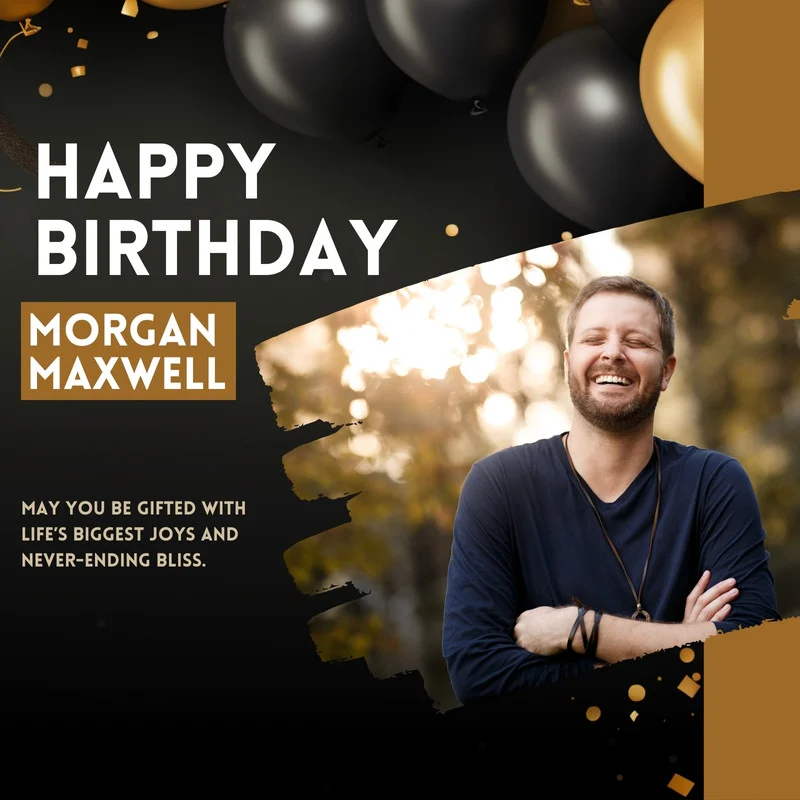 HAPPY
BIRTHDAY
MORGAN
MAXWELL
MAY YOU BE GIFTED WITH
LIFE'S BIGGEST JOYS AND
NEVER-ENDING BLISS.